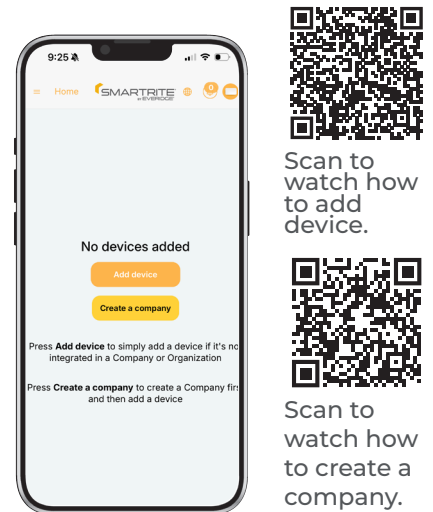 9:25
Home
SMARTRITE
BY EVERIDGE
0
No devices added
Add device
Create a company
Press Add device to simply add a device if it's no
integrated in a Company or Organization
Press Create a company to create a Company firs
and then add a device
Scan to
watch how
to add
device.
Scan to
watch how
to create a
company.